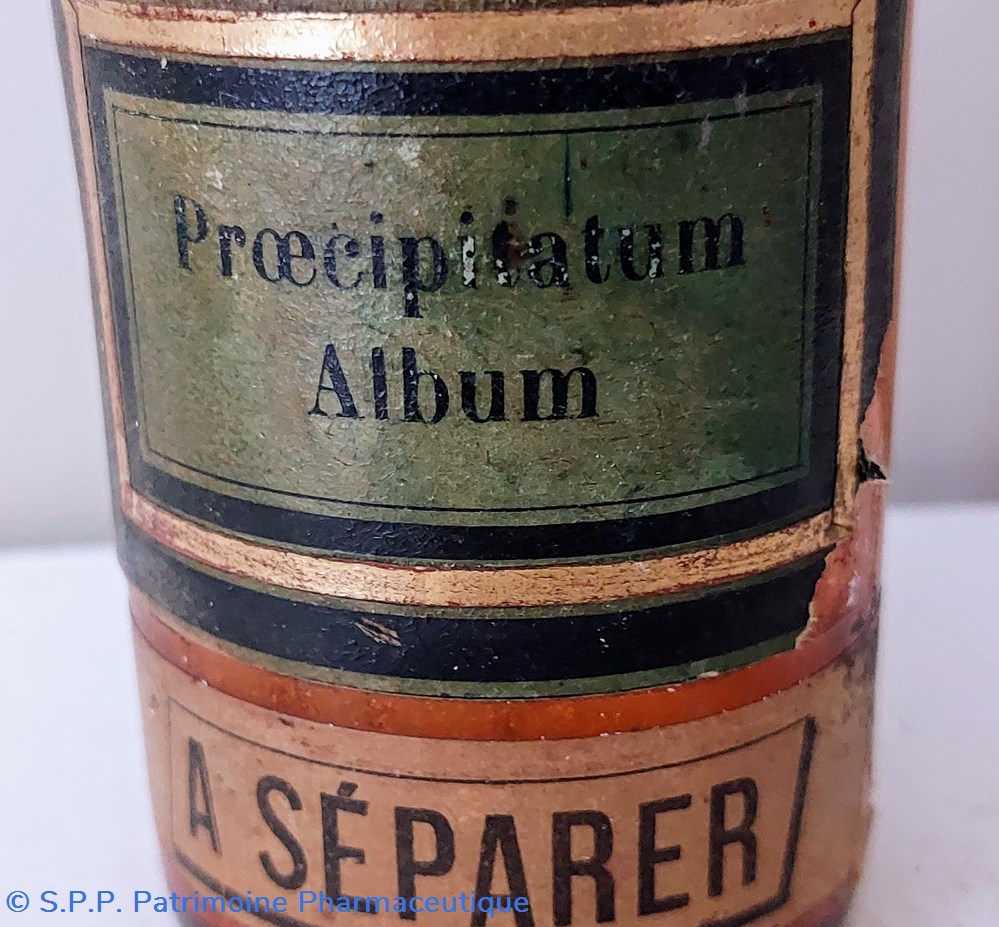 Prœcipitatum
Album
A SÉPARER
© S.P.P. Patrimoine Pharmaceutique